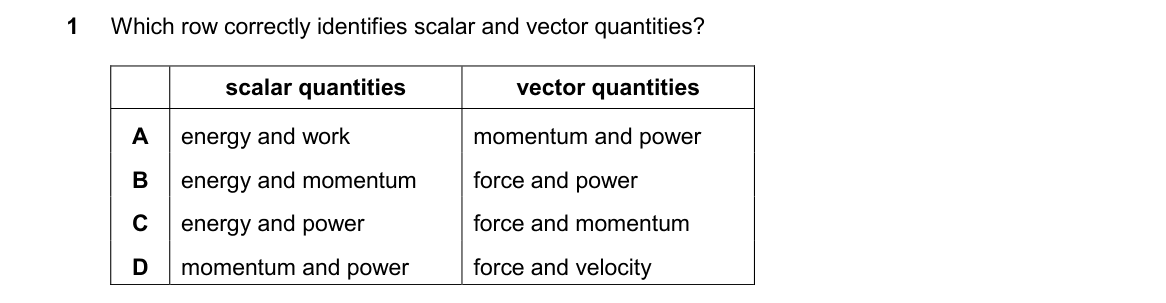 1 Which row correctly identifies scalar and vector quantities?
scalar quantities vector quantities
A energy and work momentum and power
B energy and momentum force and power
C energy and power force and momentum
D momentum and power force and velocity